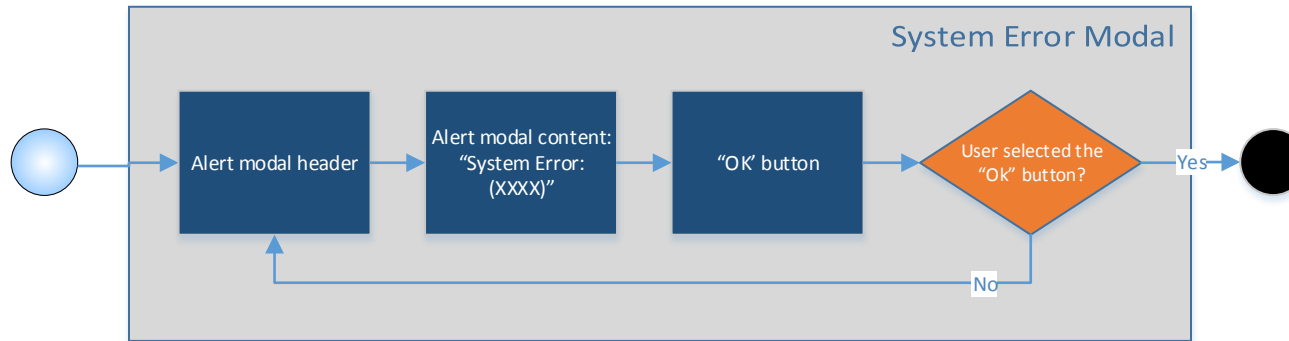 System Error Modal
Alert modal header
Alert modal content:
“System Error:
(XXXX)”
“OK’ button
User selected the
“Ok” button?
Yes
No